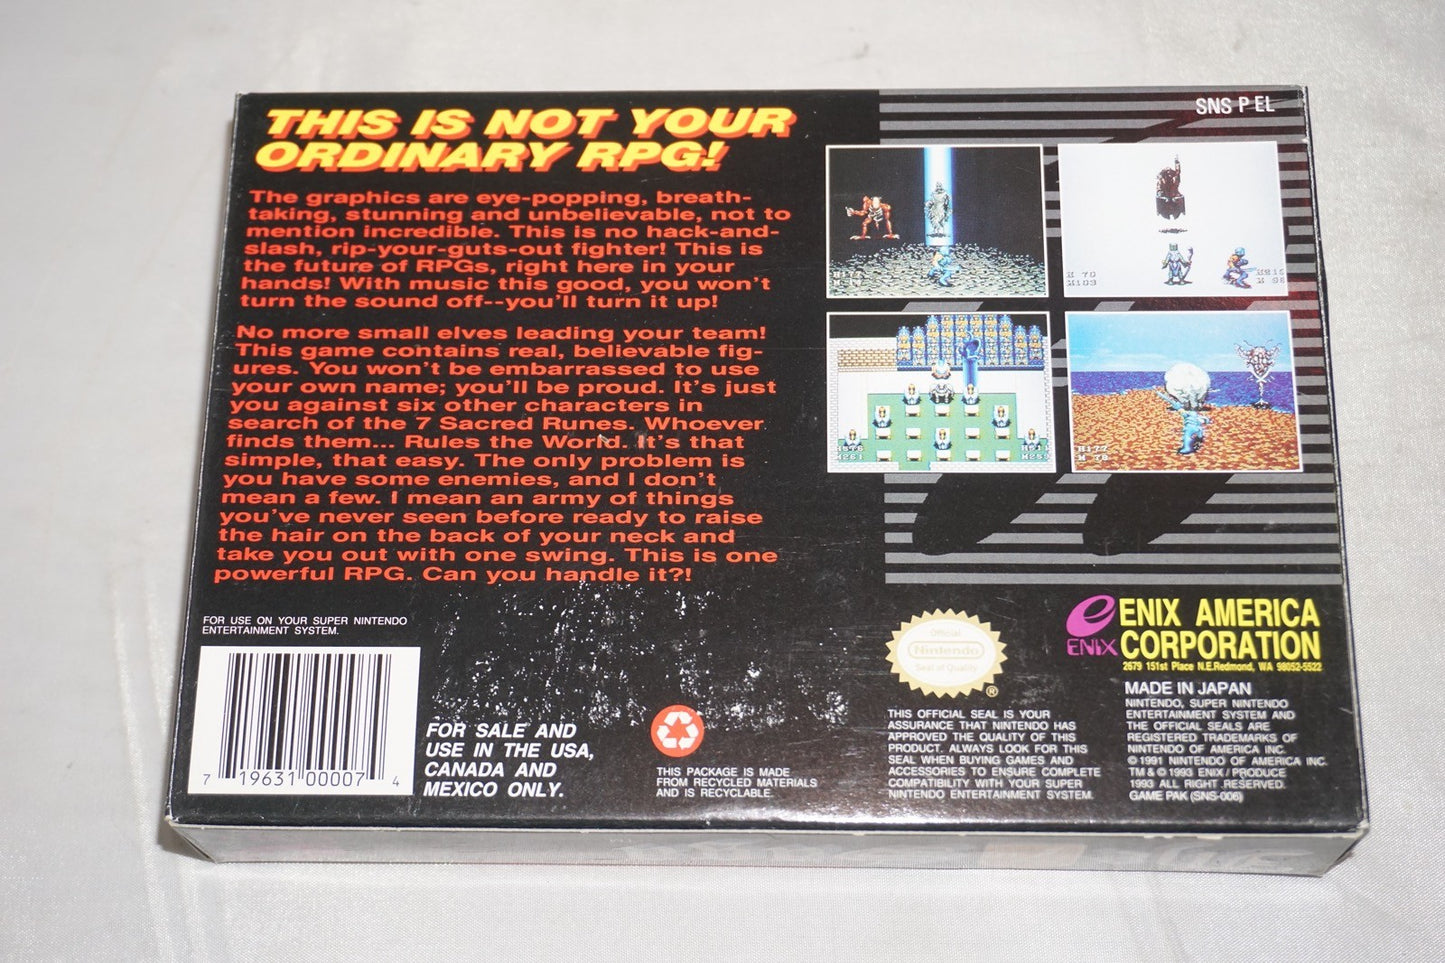 THIS IS NOT YOUR
ORDINARY RPG!
The graphics are eye-popping, breath-
taking, stunning and unbelievable, not to
mention incredible. This is no hack-and-
slash, rip-your-guts-out fighter! This is
the future of RPGs, right here in your
hands! With music this good, you won't
turn the sound off--you'll turn it up!
No more small elves leading your team!
This game contains real, believable fig-
ures. You won't be embarrassed to use
your own name; you'll be proud. It's just
you against six other characters in
search of the 7 Sacred Runes. Whoever
finds them... Rules the World. It's that
simple, that easy. The only problem is
you have some enemies, and I don't
mean a few. I mean an army of things
you've never seen before ready to raise
the hair on the back of your neck and
take you out with one swing. This is one
powerful RPG. Can you handle it?!
FOR USE ON YOUR SUPER NINTENDO
ENTERTAINMENT SYSTEM.
7 19631 00007 4
FOR SALE AND
USE IN THE USA,
CANADA AND
MEXICO ONLY.
THIS PACKAGE IS MADE
FROM RECYCLED MATERIALS
AND IS RECYCLABLE.
SNS P EL
Official
Nintendo
Seal of Quality
®
THIS OFFICIAL SEAL IS YOUR
ASSURANCE THAT NINTENDO HAS
APPROVED THE QUALITY OF THIS
PRODUCT. ALWAYS LOOK FOR THIS
SEAL WHEN BUYING GAMES AND
ACCESSORIES TO ENSURE COMPLETE
COMPATIBILITY WITH YOUR SUPER
NINTENDO ENTERTAINMENT SYSTEM.
ENIX
ENIX AMERICA
CORPORATION
2679 151st Place N.E.Redmond, WA 98052-5522
MADE IN JAPAN
NINTENDO, SUPER NINTENDO
ENTERTAINMENT SYSTEM AND
THE OFFICIAL SEALS ARE
REGISTERED TRADEMARKS OF
NINTENDO OF AMERICA INC.
© 1991 NINTENDO OF AMERICA INC.
TM & © 1993 ENIX / PRODUCE
1993 ALL RIGHT RESERVED.
GAME PAK (SNS-006)